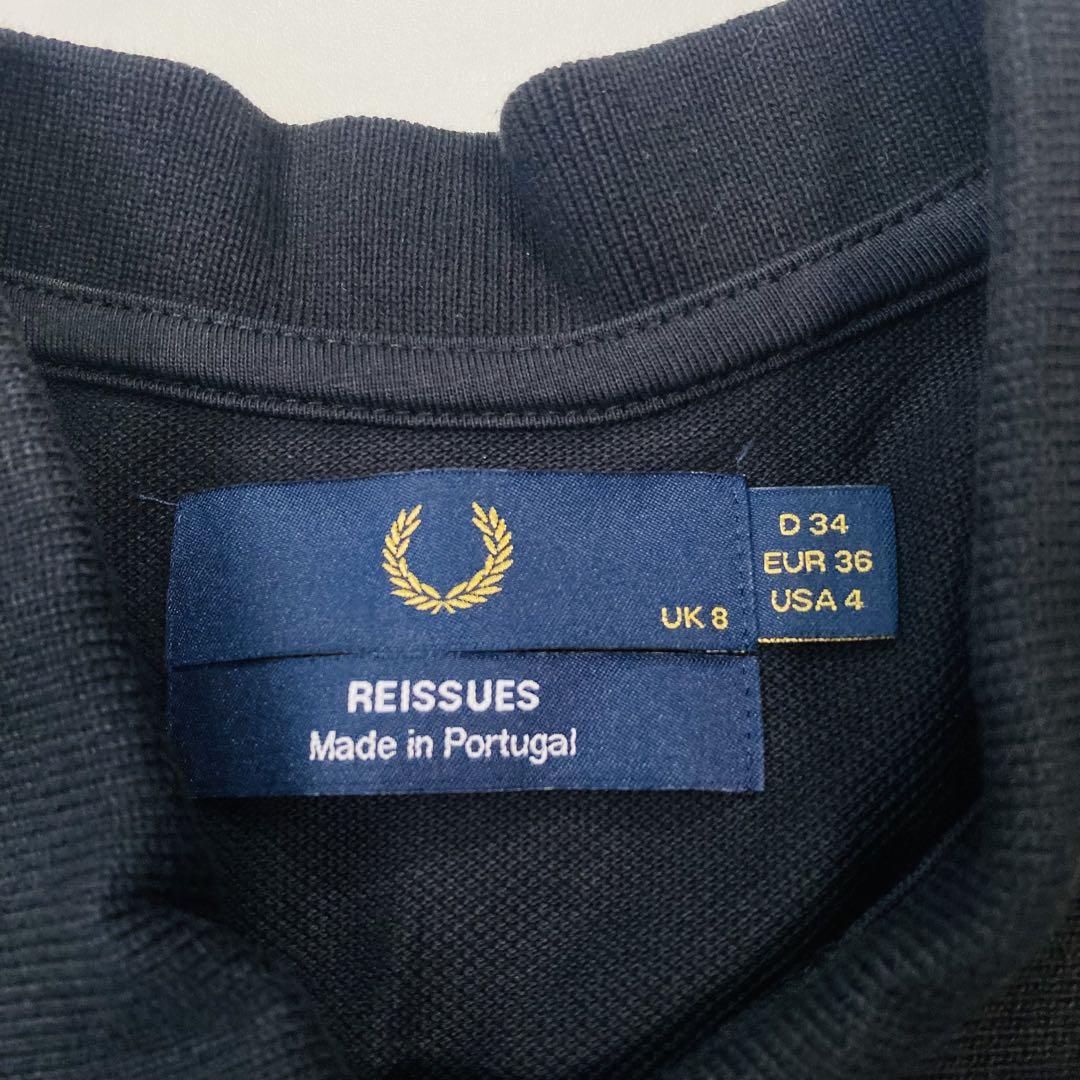 UK 8
D 34
EUR 36
USA 4
REISSUES
Made in Portugal